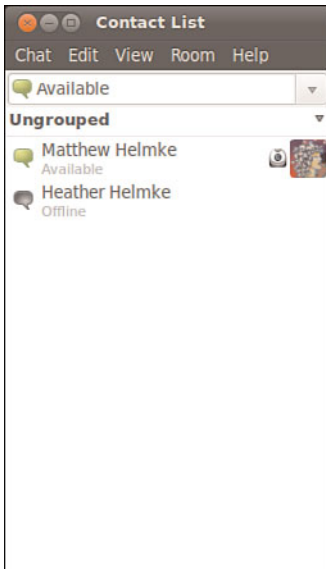 Contact List
Chat Edit View Room Help
Available
Ungrouped
Matthew Helmke
Available
Heather Helmke
Offline